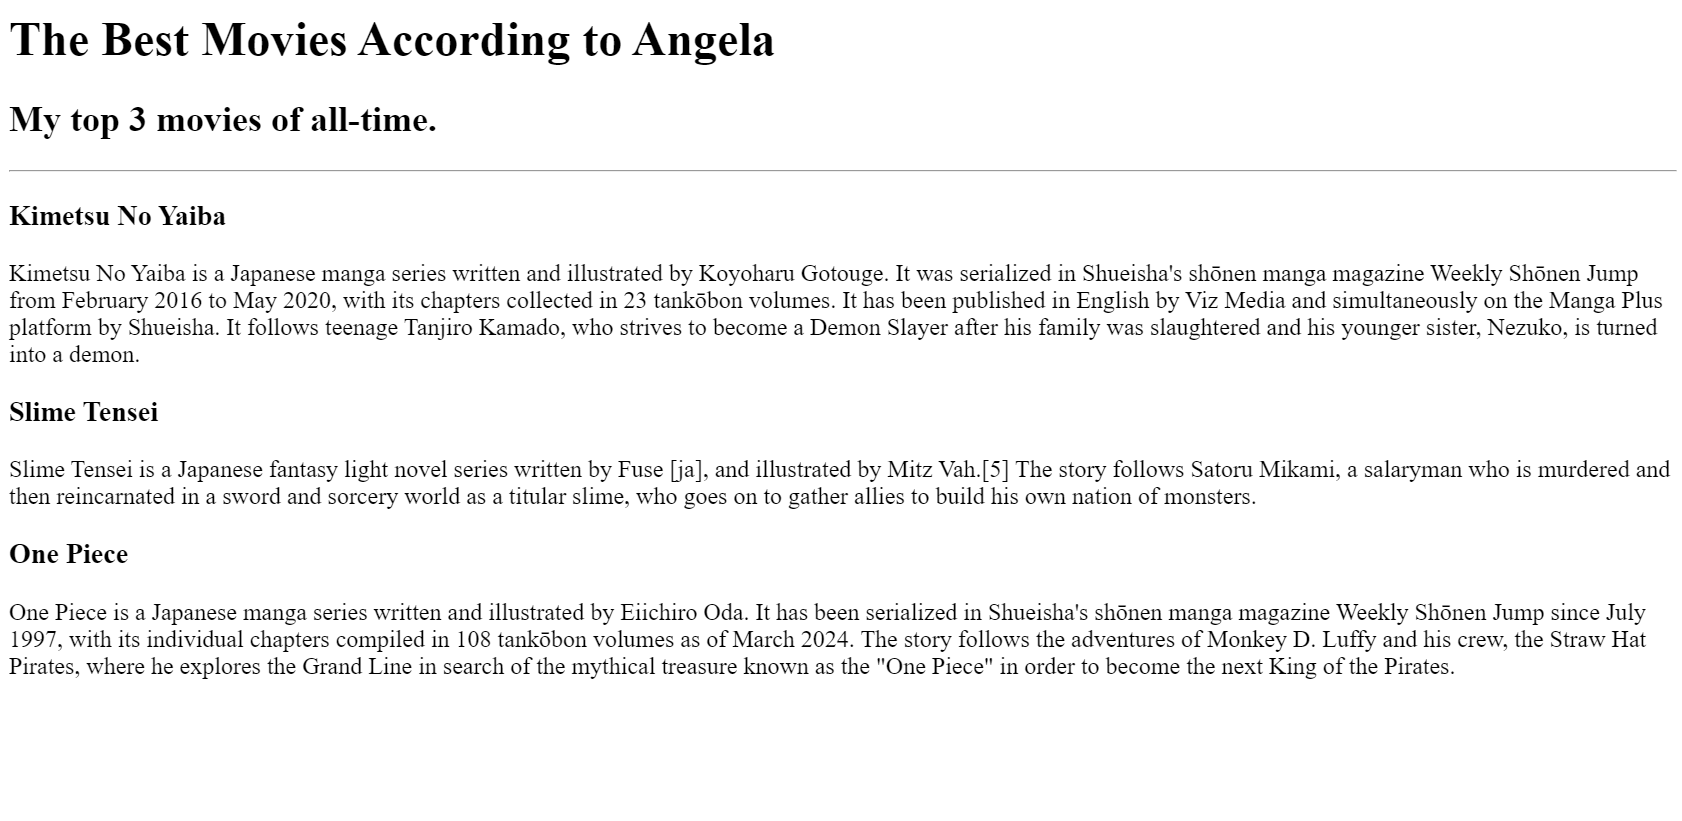 The Best Movies According to Angela
My top 3 movies of all-time.
Kimetsu No Yaiba
Kimetsu No Yaiba is a Japanese manga series written and illustrated by Koyoharu Gotouge. It was serialized in Shueisha's shōnen manga magazine Weekly Shōnen Jump
from February 2016 to May 2020, with its chapters collected in 23 tankōbon volumes. It has been published in English by Viz Media and simultaneously on the Manga Plus
platform by Shueisha. It follows teenage Tanjiro Kamado, who strives to become a Demon Slayer after his family was slaughtered and his younger sister, Nezuko, is turned
into a demon.
Slime Tensei
Slime Tensei is a Japanese fantasy light novel series written by Fuse [ja], and illustrated by Mitz Vah.[5] The story follows Satoru Mikami, a salaryman who is murdered and
then reincarnated in a sword and sorcery world as a titular slime, who goes on to gather allies to build his own nation of monsters.
One Piece
One Piece is a Japanese manga series written and illustrated by Eiichiro Oda. It has been serialized in Shueisha's shōnen manga magazine Weekly Shōnen Jump since July
1997, with its individual chapters compiled in 108 tankōbon volumes as of March 2024. The story follows the adventures of Monkey D. Luffy and his crew, the Straw Hat
Pirates, where he explores the Grand Line in search of the mythical treasure known as the "One Piece" in order to become the next King of the Pirates.